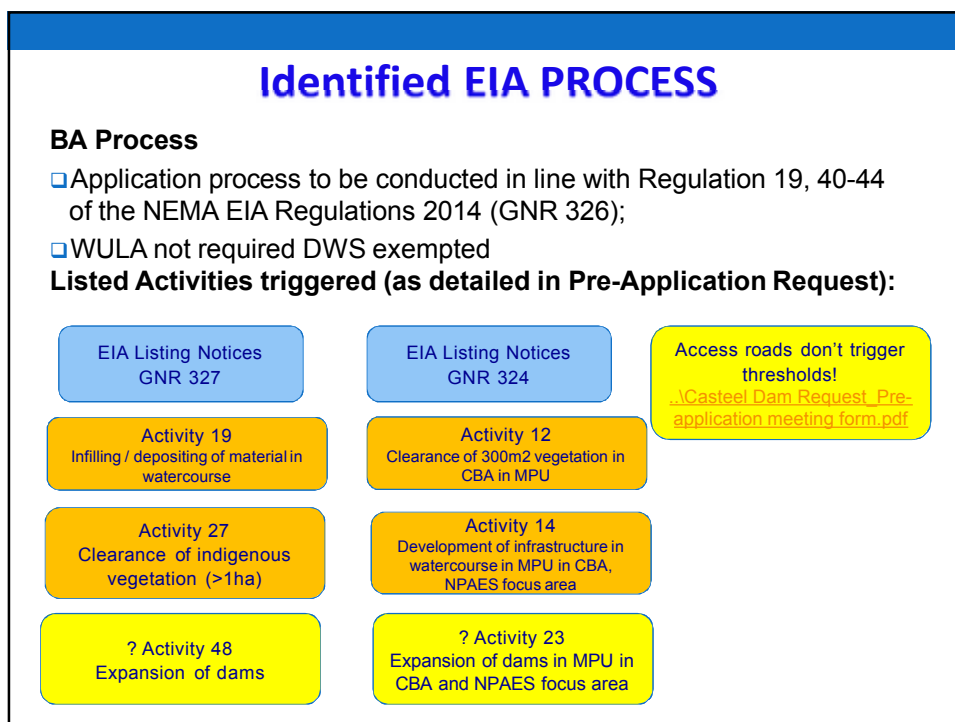 Identified EIA PROCESS
BA Process
❑Application process to be conducted in line with Regulation 19, 40-44
of the NEMA EIA Regulations 2014 (GNR 326);
❑WULA not required DWS exempted
Listed Activities triggered (as detailed in Pre-Application Request):
EIA Listing Notices
GNR 327
Activity 19
Infilling / depositing of material in
watercourse
Activity 27
Clearance of indigenous
vegetation (>1ha)
? Activity 48
Expansion of dams
EIA Listing Notices
GNR 324
Activity 12
Clearance of 300m2 vegetation in
CBA in MPU
Activity 14
Development of infrastructure in
watercourse in MPU in CBA,
NPAES focus area
? Activity 23
Expansion of dams in MPU in
CBA and NPAES focus area
Access roads don't trigger
thresholds!
..\Casteel Dam Request_Pre-
application meeting form.pdf